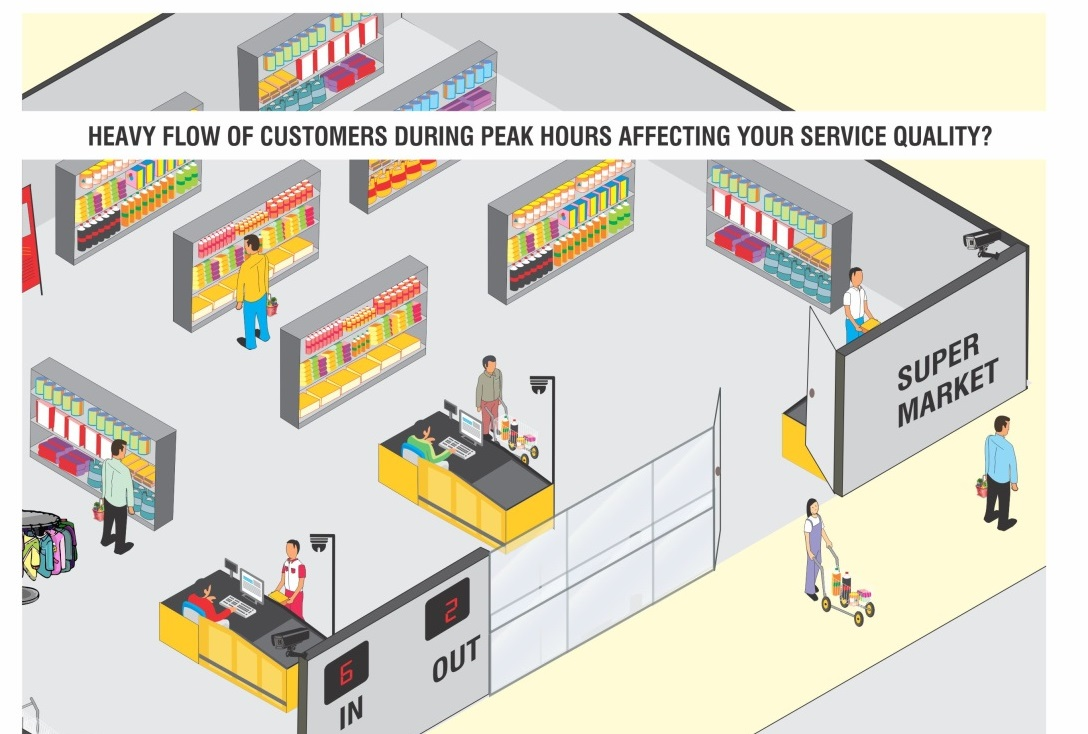 HEAVY FLOW OF CUSTOMERS DURING PEAK HOURS AFFECTING YOUR SERVICE QUALITY?
SUPER
MARKET
2
OUT
6
IN